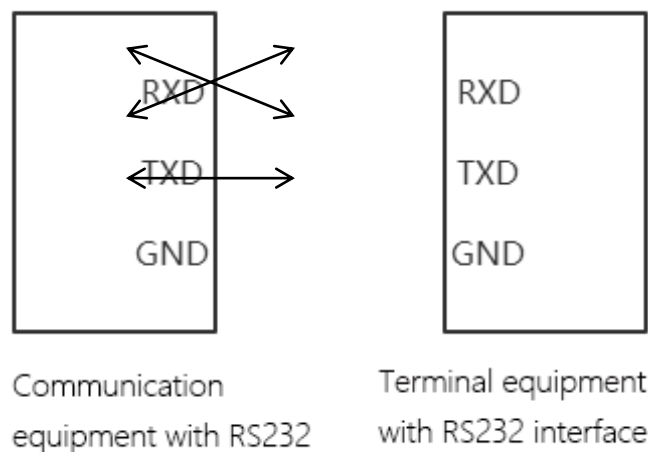 RXD
TXD
GND
RXD
TXD
GND
Communication
equipment with RS232
Terminal equipment
with RS232 interface